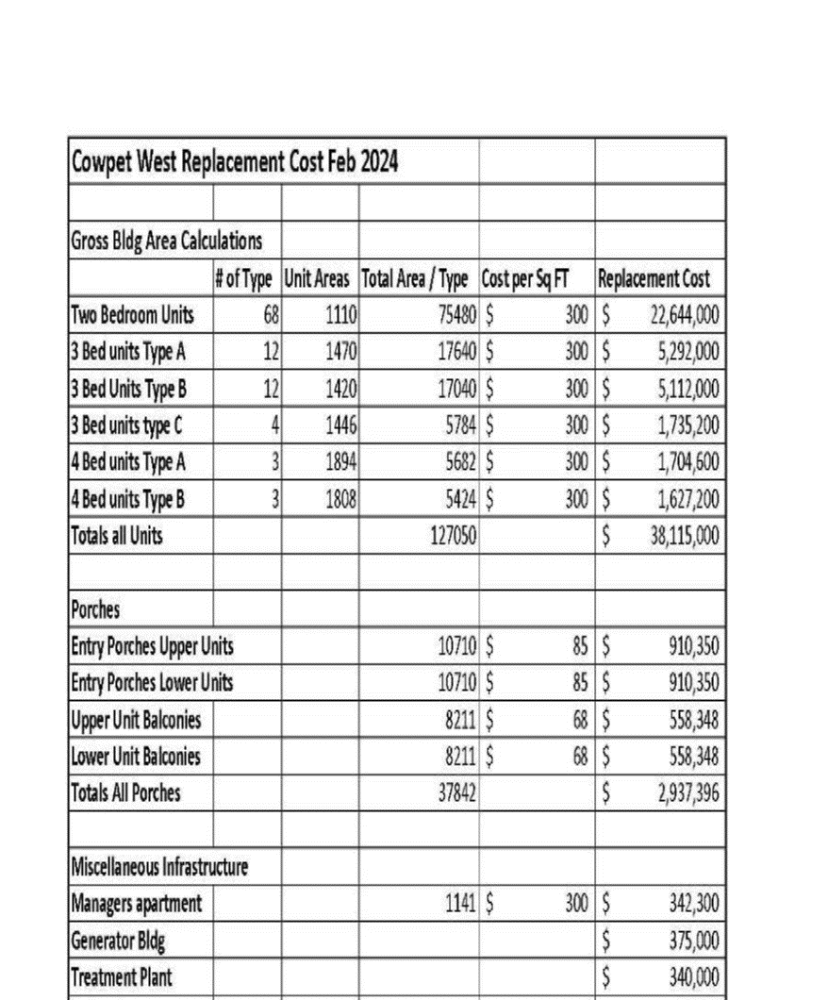 Cowpet West Replacement Cost Feb 2024
Gross Bldg Area Calculations
# of Type Unit Areas Total Area / Type Cost per Sq FT Replacement Cost
Two Bedroom Units 68 1110 75480 $ 300 $ 22,644,000
3 Bed units Type A 12 1470 17640 $ 300 $ 5,292,000
3 Bed Units Type B 12 1420 17040 $ 300 $ 5,112,000
3 Bed units type C 4 1446 5784 $ 300 $ 1,735,200
4 Bed units Type A 3 1894 5682 $ 300 $ 1,704,600
4 Bed units Type B 3 1808 5424 $ 300 $ 1,627,200
Totals all Units 127050 $ 38,115,000
Porches
Entry Porches Upper Units 10710 $ 85 $ 910,350
Entry Porches Lower Units 10710 $ 85 $ 910,350
Upper Unit Balconies 8211 $ 68 $ 558,348
Lower Unit Balconies 8211 $ 68 $ 558,348
Totals All Porches 37842 $ 2,937,396
Miscellaneous Infrastructure
Managers apartment 1141 $ 300 $ 342,300
Generator Bldg $ 375,000
Treatment Plant $ 340,000